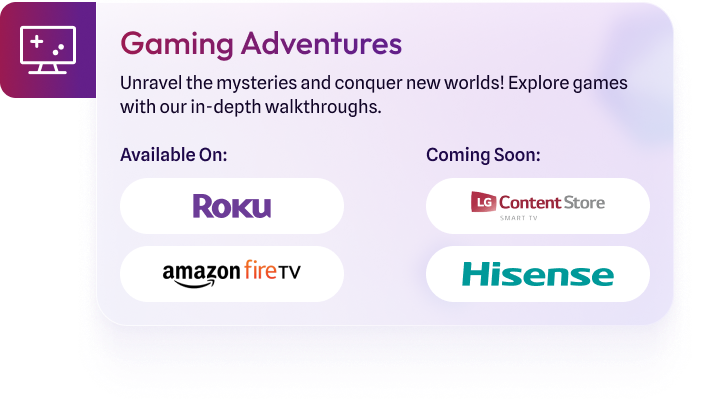 Gaming Adventures
Unravel the mysteries and conquer new worlds! Explore games
with our in-depth walkthroughs.
Available On:
Coming Soon:
Roku
LG Content Store
SMART TV
amazon fireTV
Hisense